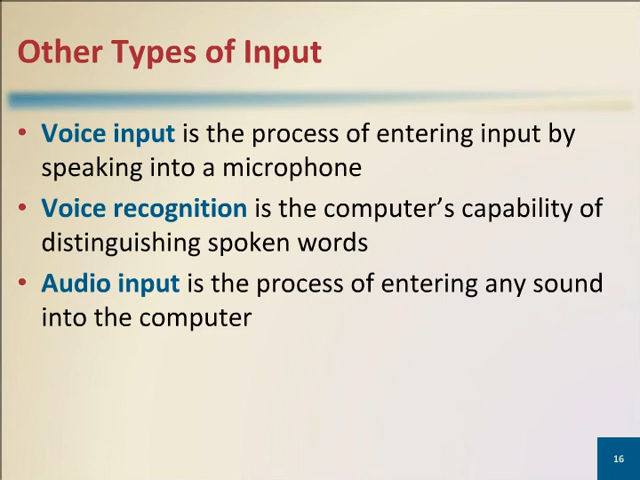 Other Types of Input
• Voice input is the process of entering input by
speaking into a microphone
• Voice recognition is the computer’s capability of
distinguishing spoken words
• Audio input is the process of entering any sound
into the computer
16